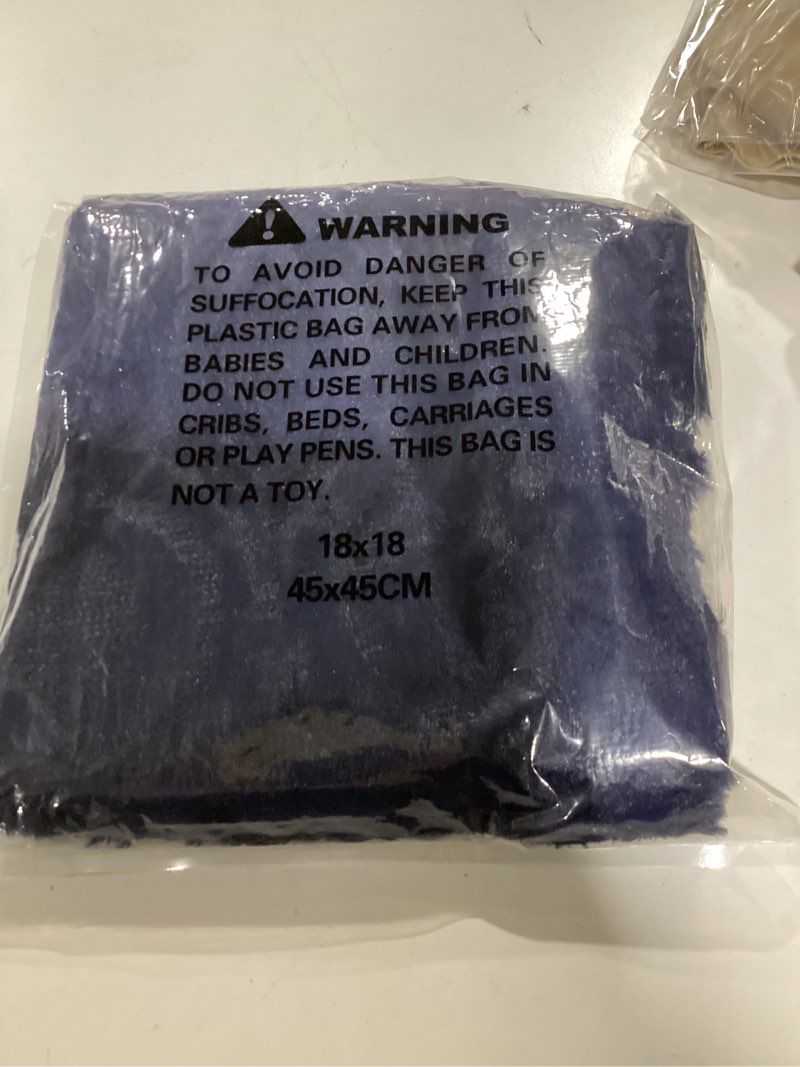 WARNING
TO AVOID DANGER OF
SUFFOCATION, KEEP THIS
PLASTIC BAG AWAY FROM
BABIES AND CHILDREN.
DO NOT USE THIS BAG IN
CRIBS, BEDS, CARRIAGES
OR PLAY PENS. THIS BAG IS
NOT A TOY.
18x18
45x45CM